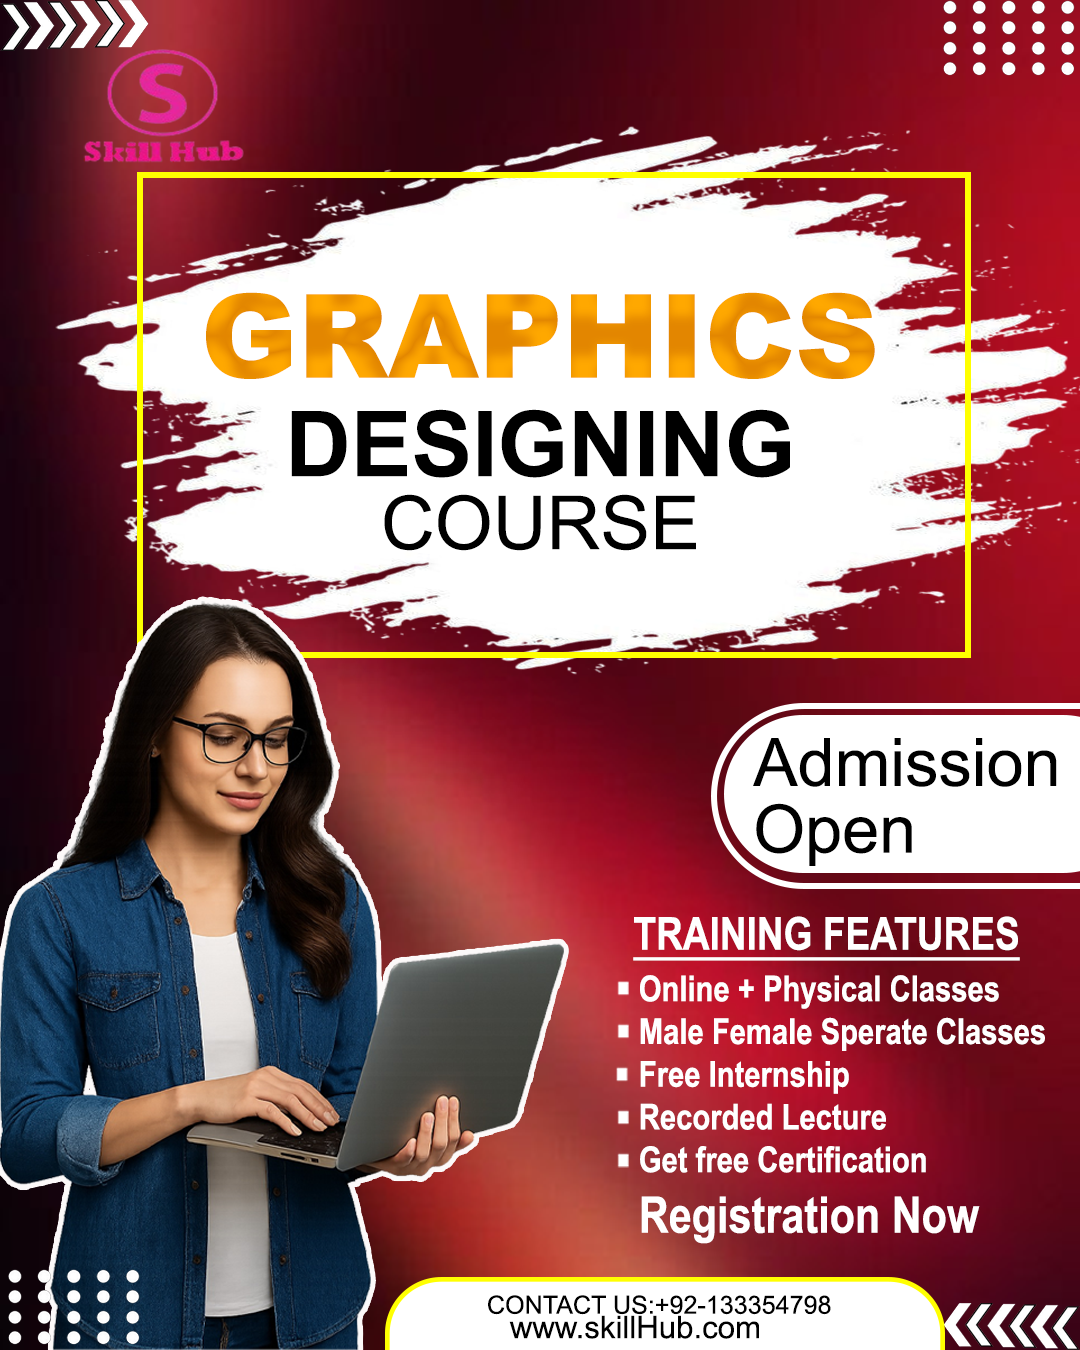 S
Skill Hub
GRAPHICS
DESIGNING
COURSE
Admission
Open
TRAINING FEATURES
Online + Physical Classes
Male Female Sperate Classes
Free Internship
Recorded Lecture
Get free Certification
Registration Now
CONTACT US:+92-133354798
www.skillHub.com